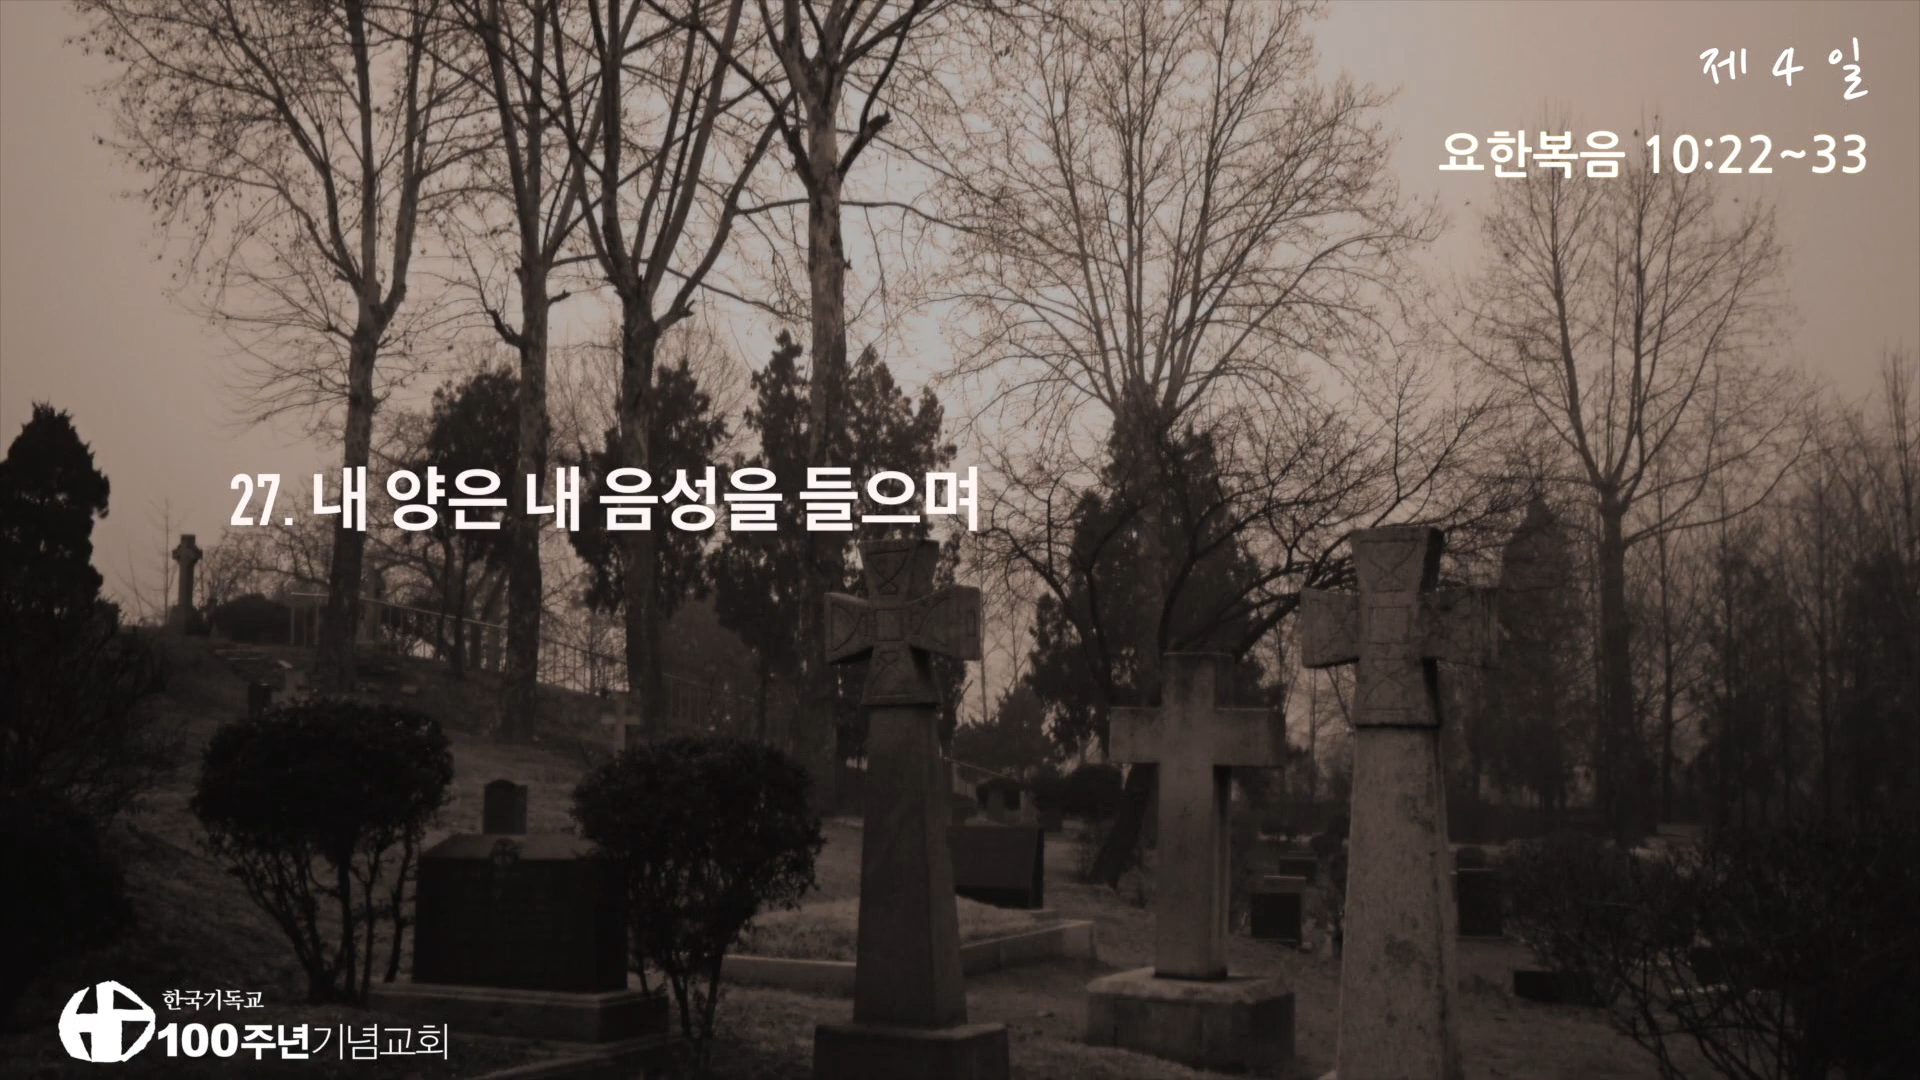 제 4 일
요한복음 10:22~33
27. 내 양은 내 음성을 들으며
한국기독교
100주년기념교회